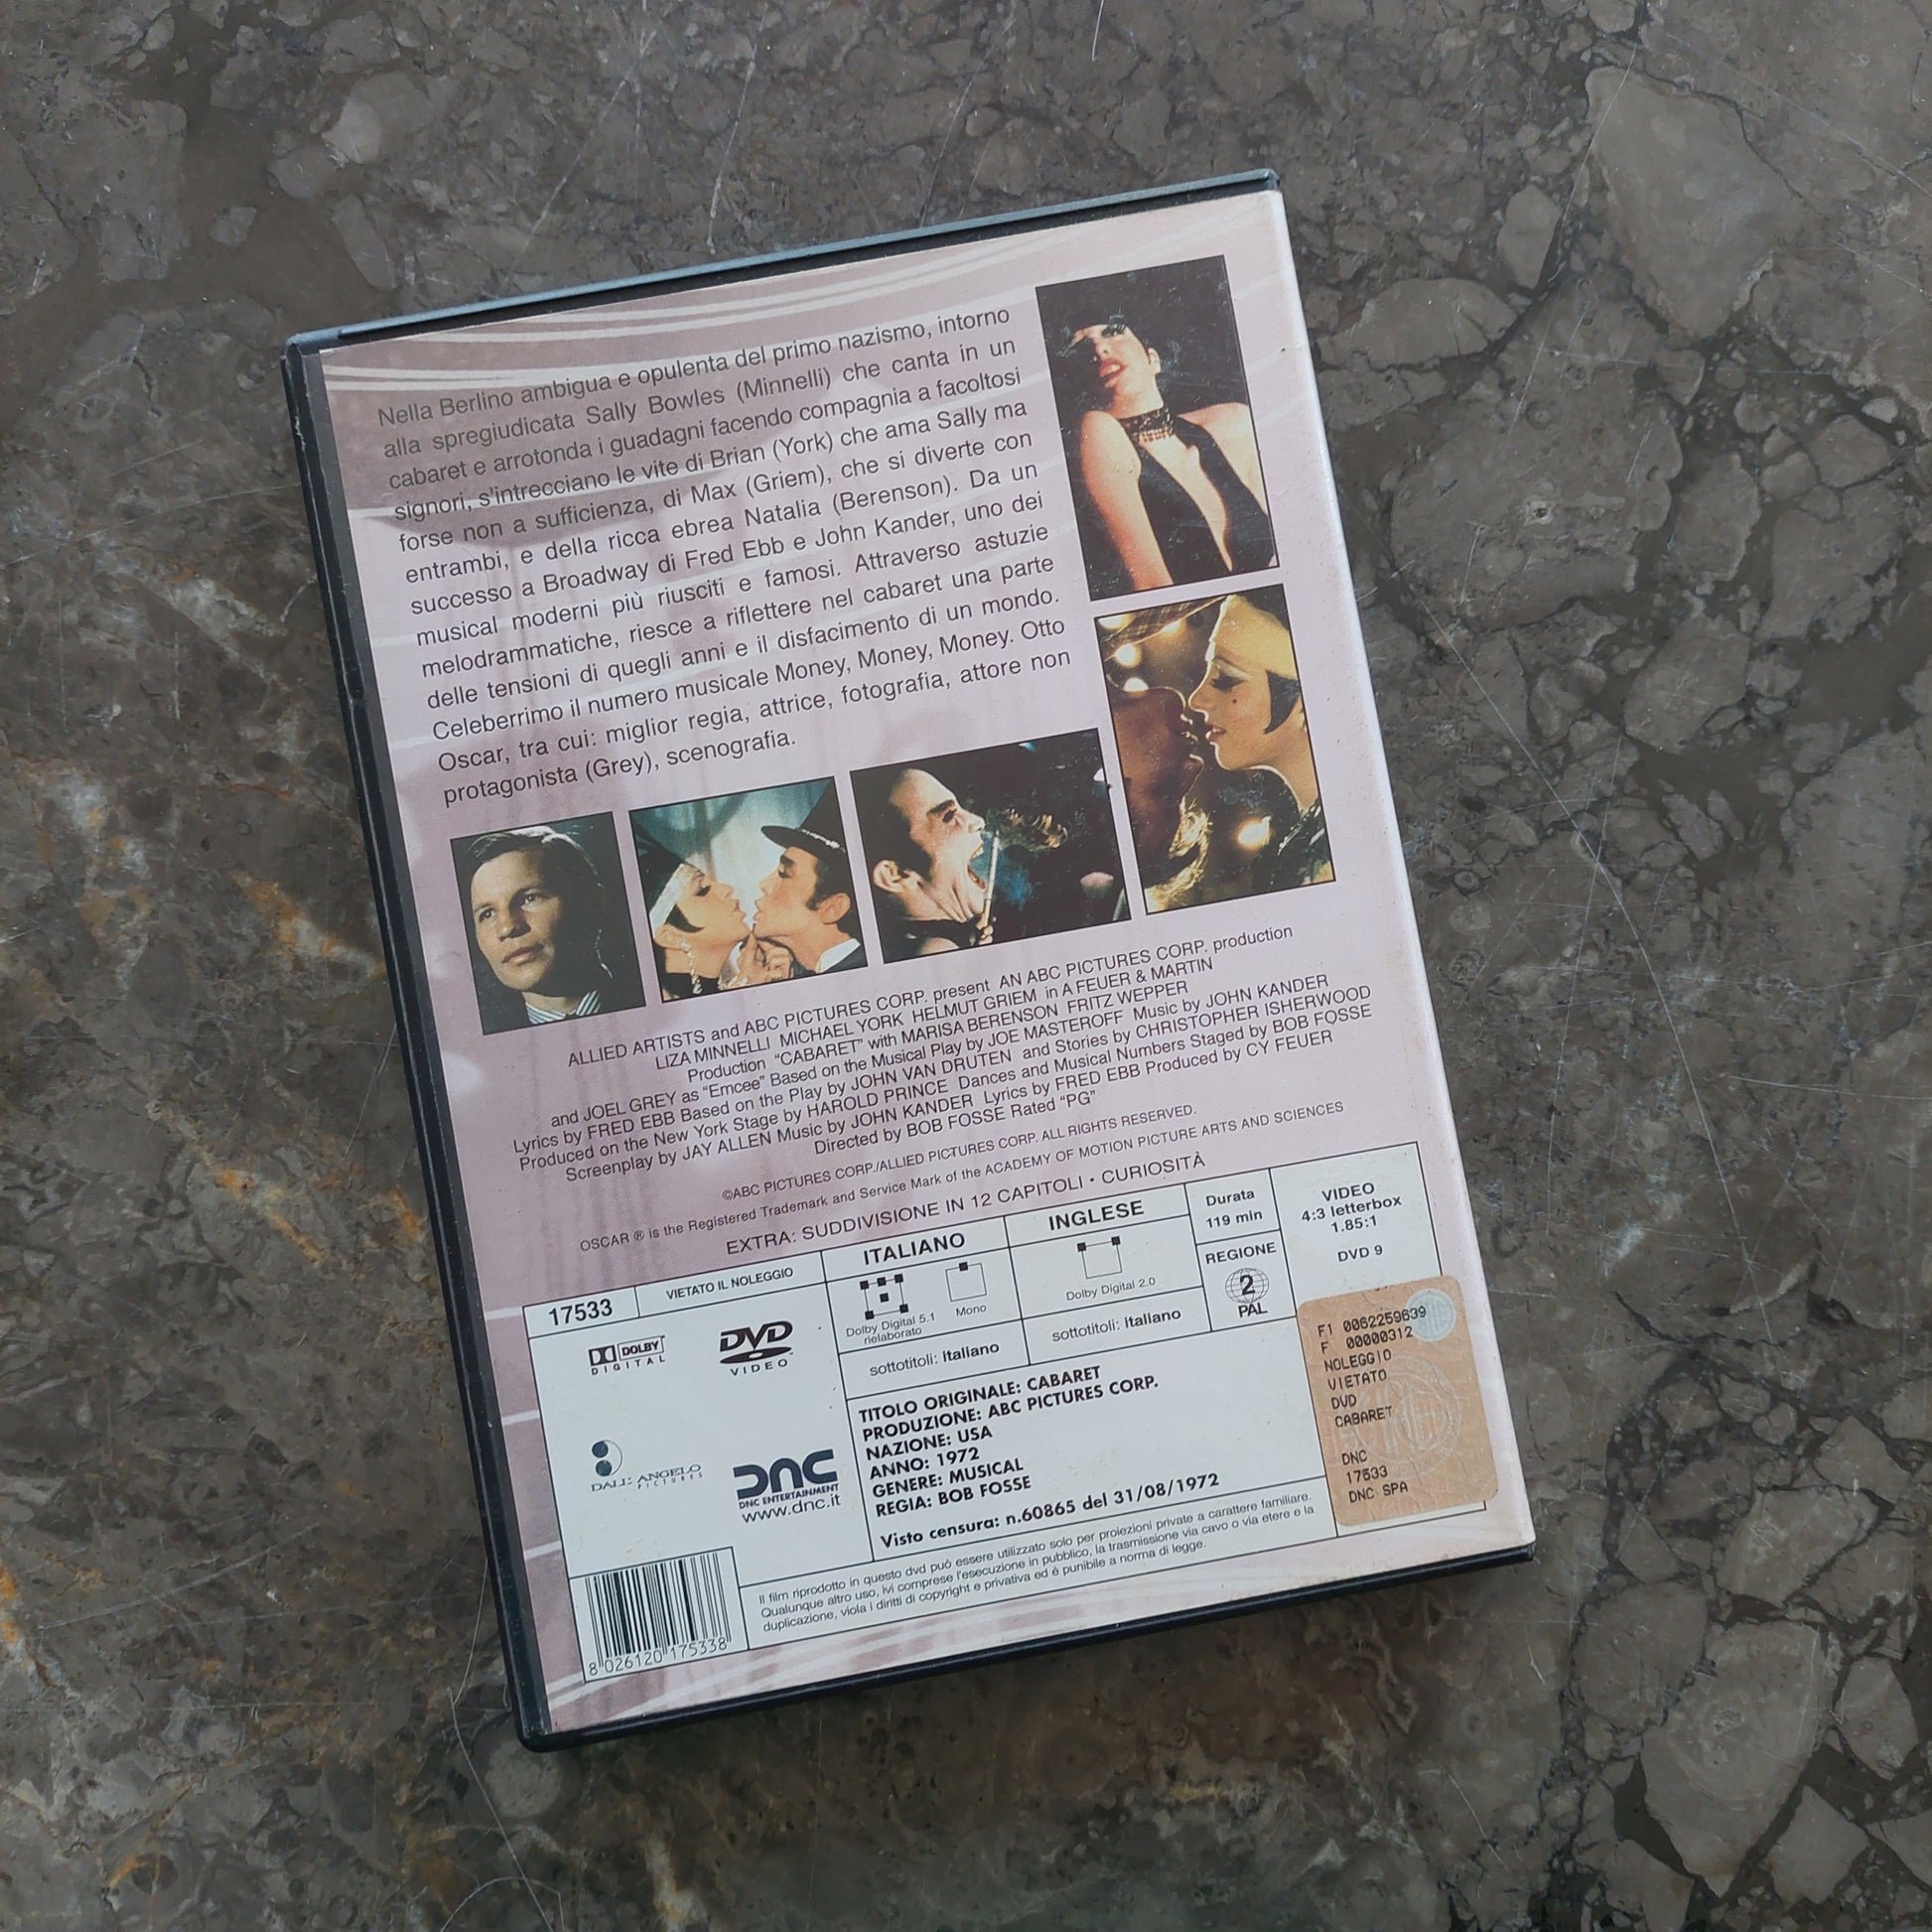 Nella Berlino ambigua e opulenta del primo nazismo, intorno
alla spregiudicata Sally Bowles (Minnelli) che canta in un
cabaret e arrotonda i guadagni facendo compagnia a facoltosi
signori, s'intrecciano le vite di Brian (York) che ama Sally ma
forse non a sufficienza, di Max (Griem), che si diverte con
entrambi, e della ricca ebrea Natalia (Berenson). Da un
successo a Broadway di Fred Ebb e John Kander, uno dei
musical moderni più riusciti e famosi. Attraverso astuzie
melodrammatiche, riesce a riflettere nel cabaret una parte
delle tensioni di quegli anni e il disfacimento di un mondo.
Celeberrimo il numero musicale Money, Money, Money. Otto
Oscar, tra cui: miglior regia, attrice, fotografia, attore non
protagonista (Grey), scenografia.
ALLIED ARTISTS and ABC PICTURES CORP. present AN ABC PICTURES CORP. production
LIZA MINNELLI MICHAEL YORK HELMUT GRIEM in A FEUER & MARTIN
Production "CABARET" with MARISA BERENSON FRITZ WEPPER
and JOEL GREY as "Emcee" Based on the Musical Play by JOE MASTEROFF Music by JOHN KANDER
Lyrics by FRED EBB Based on the Play by JOHN VAN DRUTEN and Stories by CHRISTOPHER ISHERWOOD
Produced on the New York Stage by HAROLD PRINCE Dances and Musical Numbers Staged by BOB FOSSE
Screenplay by JAY ALLEN Music by JOHN KANDER Lyrics by FRED EBB Produced by CY FEUER
Directed by BOB FOSSE Rated "PG"
©ABC PICTURES CORP./ALLIED PICTURES CORP. ALL RIGHTS RESERVED.
OSCAR ® is the Registered Trademark and Service Mark of the ACADEMY OF MOTION PICTURE ARTS AND SCIENCES
EXTRA: SUDDIVISIONE IN 12 CAPITOLI • CURIOSITÀ
17533
VIETATO IL NOLEGGIO
DOLBY
DIGITAL
DVD
VIDEO
DALL'ANGELO
PICTURES
DNC
DNC ENTERTAINMENT
www.dnc.it
ITALIANO
Dolby Digital 5.1
rielaborato
Mono
sottotitoli: Italiano
INGLESE
Dolby Digital 2.0
sottotitoli: Italiano
Durata
119 min
REGIONE
2
PAL
VIDEO
4:3 letterbox
1.85:1
DVD 9
TITOLO ORIGINALE: CABARET
PRODUZIONE: ABC PICTURES CORP.
NAZIONE: USA
ANNO: 1972
GENERE: MUSICAL
REGIA: BOB FOSSE
Visto censura: n.60865 del 31/08/1972
F1 0062259639
F 00000312
NOLEGGIO
VIETATO
DVD
CABARET
DNC
17533
DNC SPA
Il film riprodotto in questo dvd può essere utilizzato solo per proiezioni private a carattere familiare.
Qualunque altro uso, ivi comprese l'esecuzione in pubblico, la trasmissione via cavo o via etere e la
duplicazione, viola i diritti di copyright e privativa ed è punibile a norma di legge.
8 026120 175338